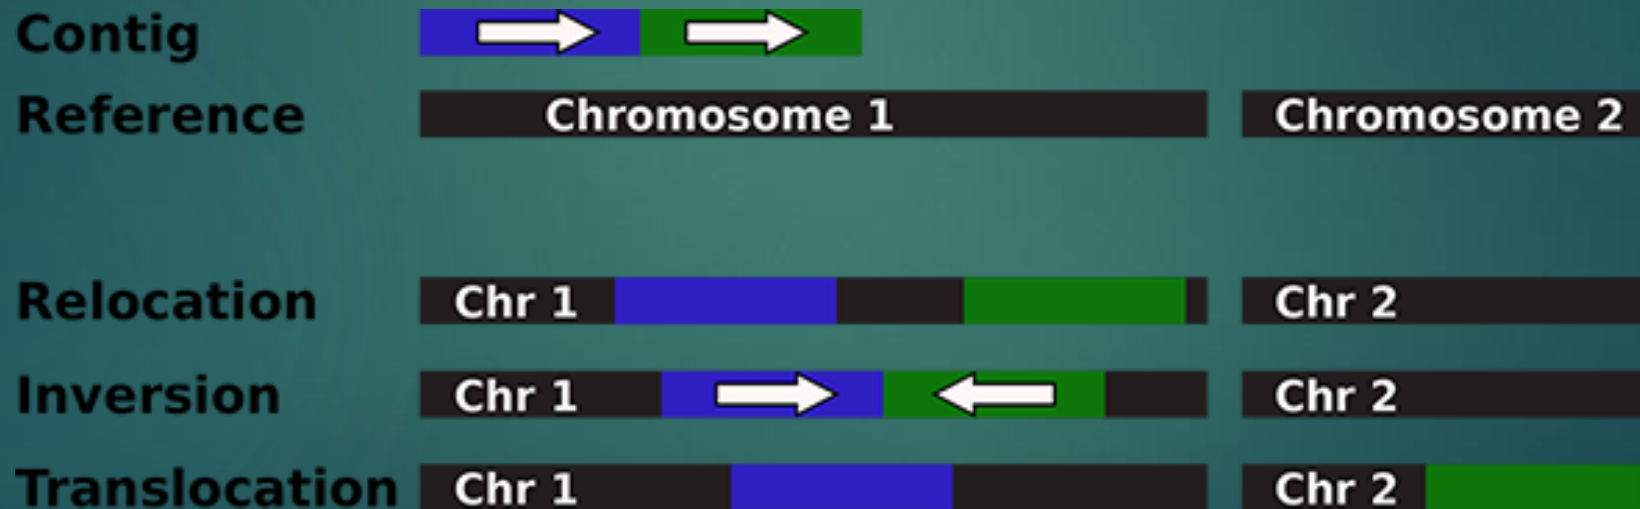 Contig
Reference Chromosome 1 Chromosome 2
Relocation Chr 1 Chr 2
Inversion Chr 1 Chr 2
Translocation Chr 1 Chr 2